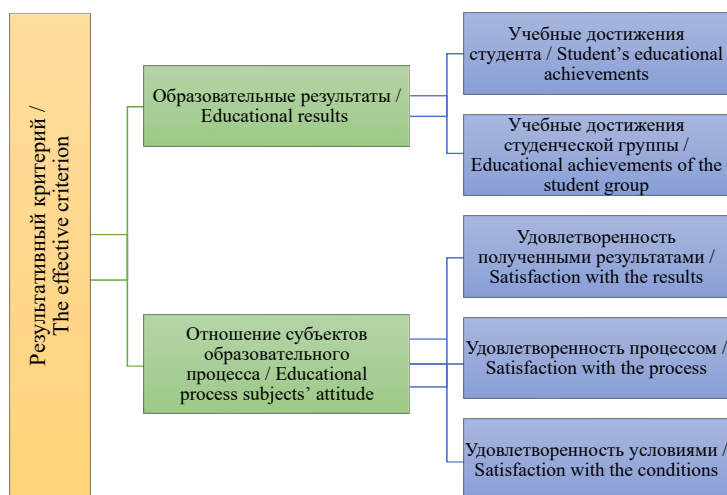 Результативный критерий /
The effective criterion
Образовательные результаты /
Educational results
Учебные достижения
студента / Student’s educational
achievements
Учебные достижения
студенческой группы /
Educational achievements of
the student group
Отношение субъектов
образовательного
процесса / Educational
process subjects’ attitude
Удовлетворенность
полученными результатами /
Satisfaction with the results
Удовлетворенность процессом /
Satisfaction with the process
Удовлетворенность условиями /
Satisfaction with the conditions